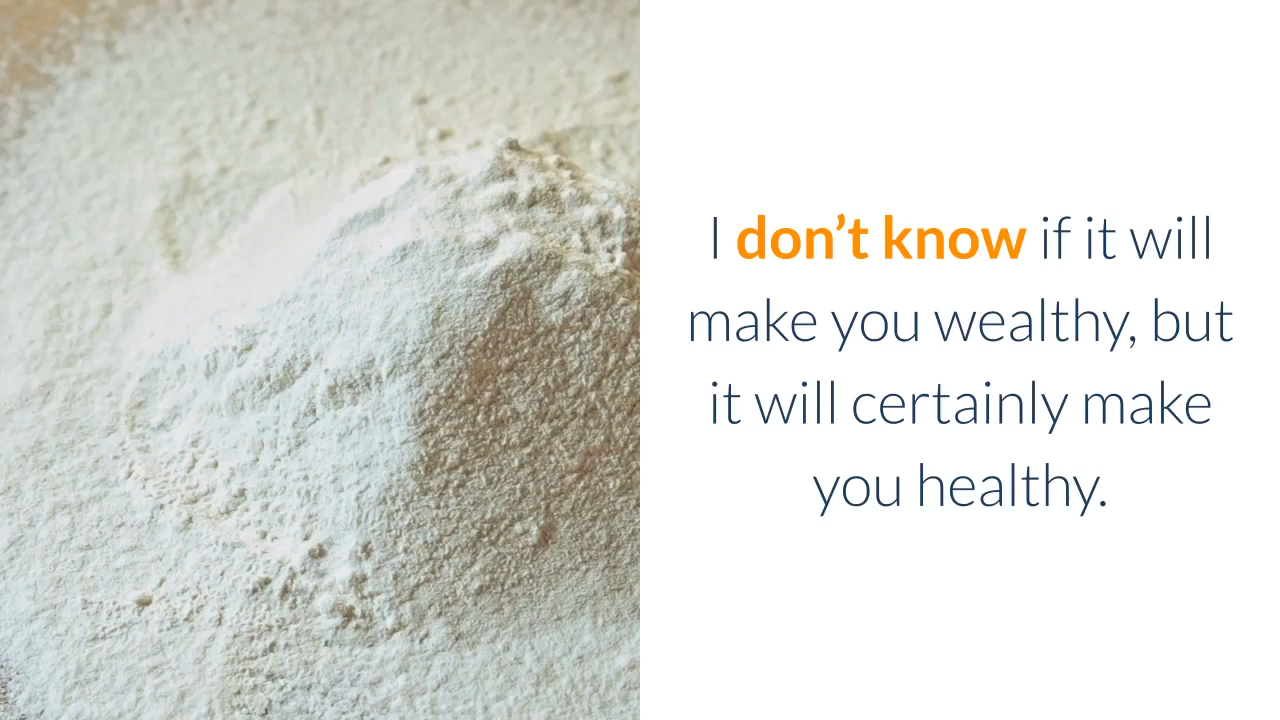 I don’t know if it will
make you wealthy, but
it will certainly make
you healthy.